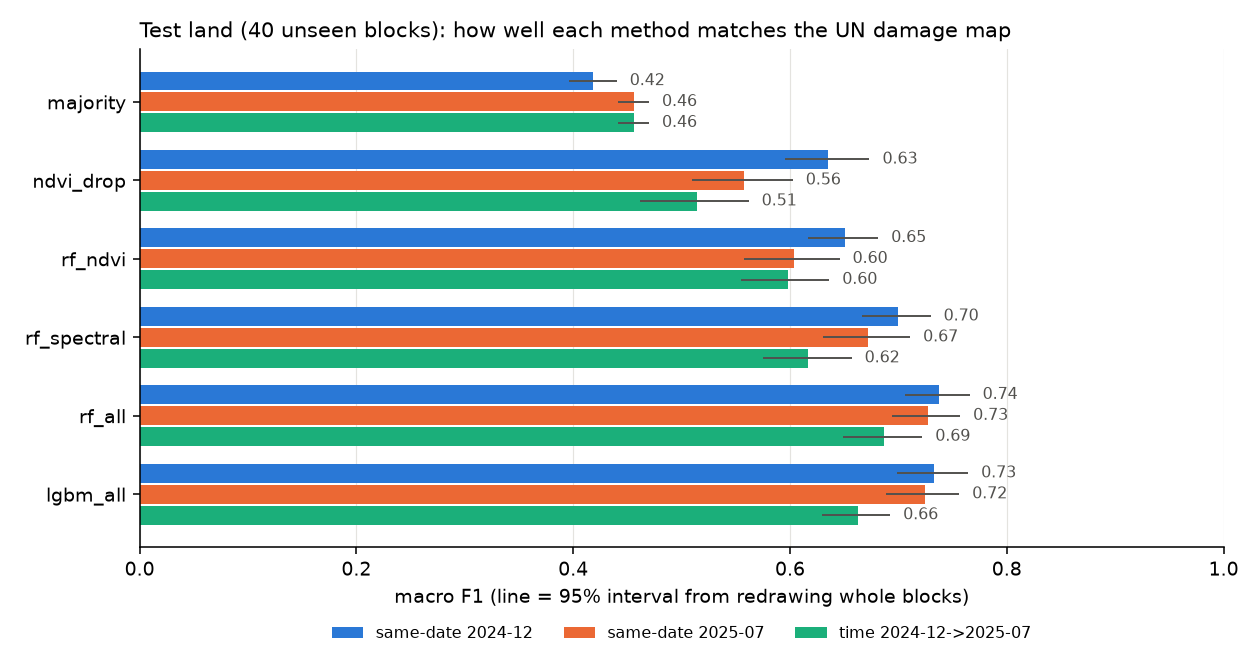 Test land (40 unseen blocks): how well each method matches the UN damage map
majority
0.42
0.46
0.46
ndvi_drop
0.63
0.56
0.51
rf_ndvi
0.65
0.60
0.60
rf_spectral
0.70
0.67
0.62
rf_all
0.74
0.73
0.69
lgbm_all
0.73
0.72
0.66
0.0 0.2 0.4 0.6 0.8 1.0
macro F1 (line = 95% interval from redrawing whole blocks)
same-date 2024-12 same-date 2025-07 time 2024-12->2025-07